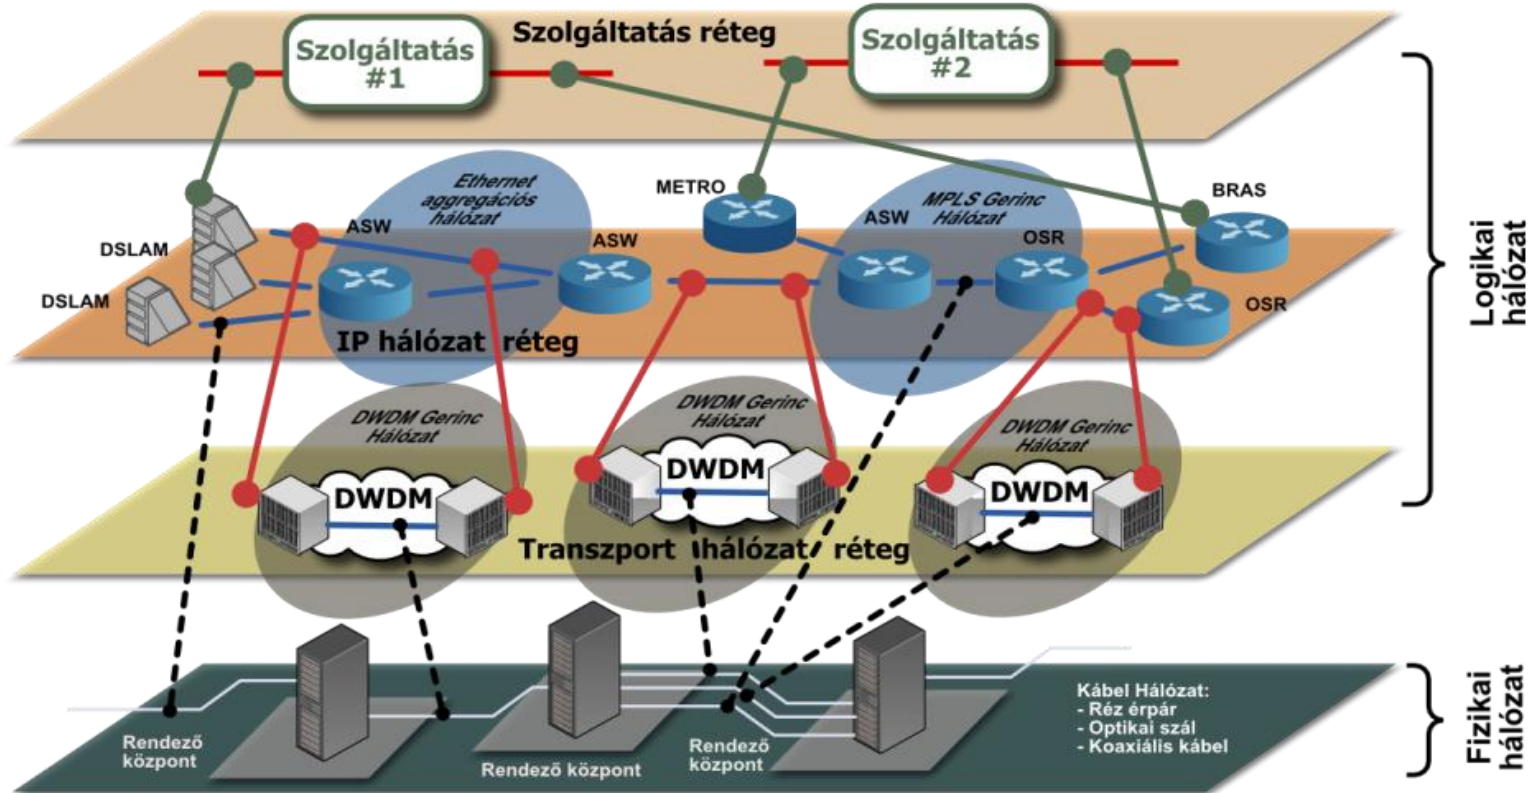 Szolgáltatás réteg
Szolgáltatás
#1
Szolgáltatás
#2
Ethernet
aggregációs
hálózat
METRO
MPLS Gerinc
Hálózat
BRAS
ASW
ASW
ASW
OSR
DSLAM
DSLAM
OSR
IP hálózat réteg
Logikai
hálózat
DWDM Gerinc
Hálózat
DWDM Gerinc
Hálózat
DWDM Gerinc
Hálózat
DWDM
DWDM
DWDM
Transzport hálózat réteg
Rendező
központ
Rendező központ
Rendező
központ
Kábel Hálózat:
- Réz érpár
- Optikai szál
- Koaxiális kábel
Fizikai
hálózat